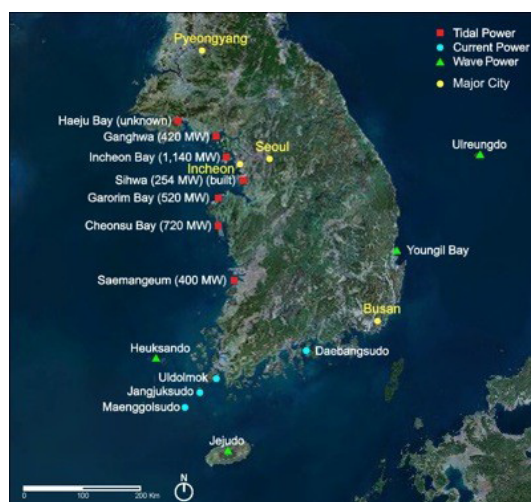 Tidal Power
Current Power
Wave Power
Major City
Pyeongyang
Haeju Bay (unknown)
Ganghwa (420 MW)
Incheon Bay (1,140 MW)
Seoul
Incheon
Sihwa (254 MW) (built)
Garorim Bay (520 MW)
Cheonsu Bay (720 MW)
Ulreungdo
Youngil Bay
Saemangeum (400 MW)
Busan
Daebangsudo
Heuksando
Uldolmok
Jangjuksudo
Maenggolsudo
Jejudo
N
0 100 200 Km